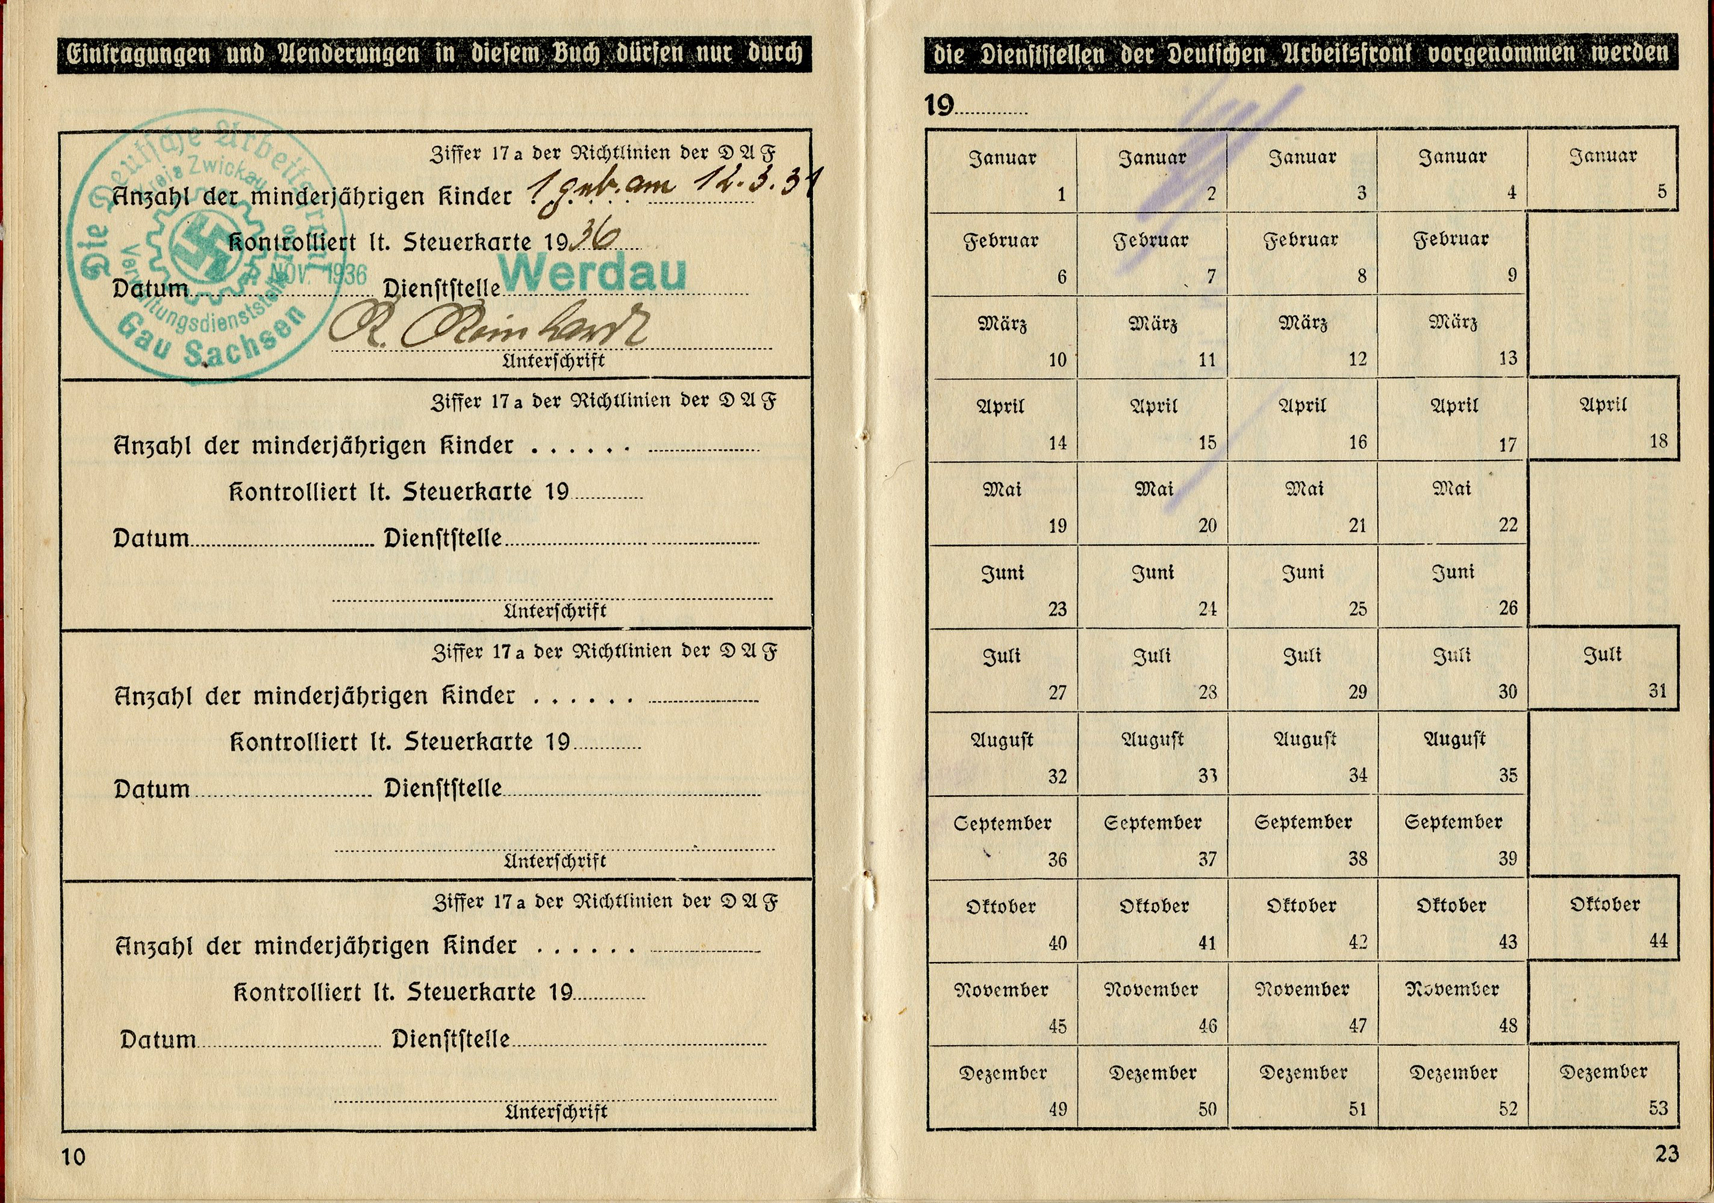 Eintragungen und Aenderungen in diesem Buch dürfen nur durch
Die Deutsche Arbeitsfront
Kreis Zwickau
Verwaltungsdienststelle
Gau Sachsen
NOV. 1936
Ziffer 17a der Richtlinien der DAF
Anzahl der minderjährigen Kinder 1 geb. am 12.3.31
Kontrolliert lt. Steuerkarte 1936
Datum Dienststelle Werdau
R. Reinhardt
Unterschrift
Ziffer 17a der Richtlinien der DAF
Anzahl der minderjährigen Kinder
Kontrolliert lt. Steuerkarte 19
Datum Dienststelle
Unterschrift
Ziffer 17a der Richtlinien der DAF
Anzahl der minderjährigen Kinder
Kontrolliert lt. Steuerkarte 19
Datum Dienststelle
Unterschrift
Ziffer 17a der Richtlinien der DAF
Anzahl der minderjährigen Kinder
Kontrolliert lt. Steuerkarte 19
Datum Dienststelle
Unterschrift
10
die Dienststellen der Deutschen Arbeitsfront vorgenommen werden
19
Januar Januar Januar Januar Januar
1 2 3 4 5
Februar Februar Februar Februar
6 7 8 9
März März März März
10 11 12 13
April April April April April
14 15 16 17 18
Mai Mai Mai Mai
19 20 21 22
Juni Juni Juni Juni
23 24 25 26
Juli Juli Juli Juli Juli
27 28 29 30 31
August August August August
32 33 34 35
September September September September
36 37 38 39
Oktober Oktober Oktober Oktober Oktober
40 41 42 43 44
November November November November
45 46 47 48
Dezember Dezember Dezember Dezember Dezember
49 50 51 52 53
23